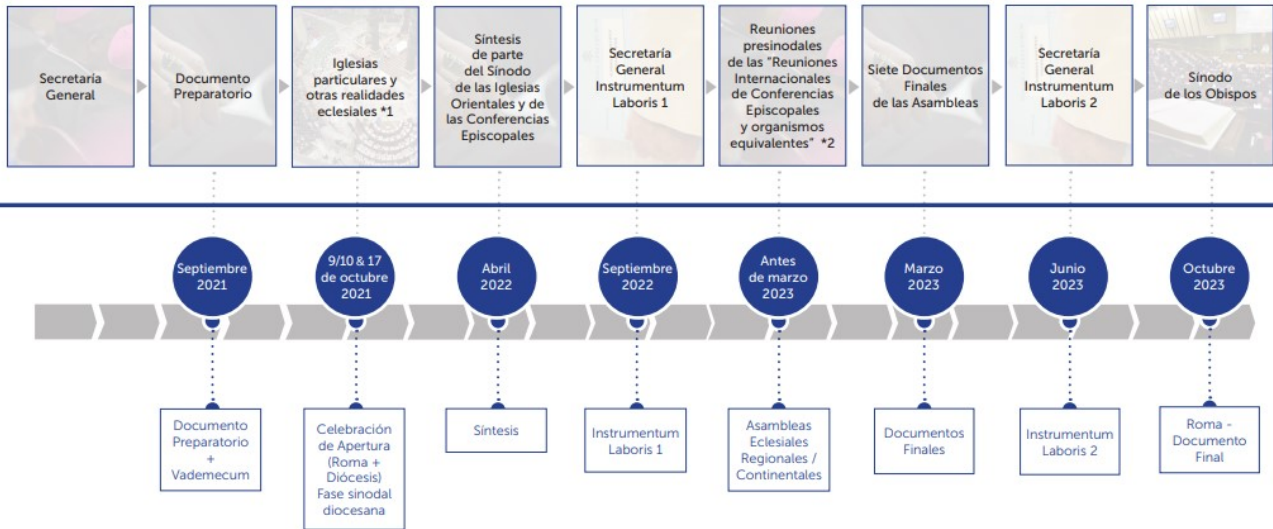 Secretaría
General
Documento
Preparatorio
Iglesias
particulares y
otras realidades
eclesiales *1
Síntesis
de parte
del Sínodo
de las Iglesias
Orientales y de
las Conferencias
Episcopales
Secretaría
General
Instrumentum
Laboris 1
Reuniones
presinodales
de las "Reuniones
Internacionales
de Conferencias
Episcopales
y organismos
equivalentes" *2
Siete Documentos
Finales
de las Asambleas
Secretaría
General
Instrumentum
Laboris 2
Sínodo
de los Obispos
Septiembre
2021
9/10 & 17
de octubre
2021
Abril
2022
Septiembre
2022
Antes
de marzo
2023
Marzo
2023
Junio
2023
Octubre
2023
Documento
Preparatorio
+
Vademecum
Celebración
de Apertura
(Roma +
Diócesis)
Fase sinodal
diocesana
Síntesis
Instrumentum
Laboris 1
Asambleas
Eclesiales
Regionales /
Continentales
Documentos
Finales
Instrumentum
Laboris 2
Roma -
Documento
Final